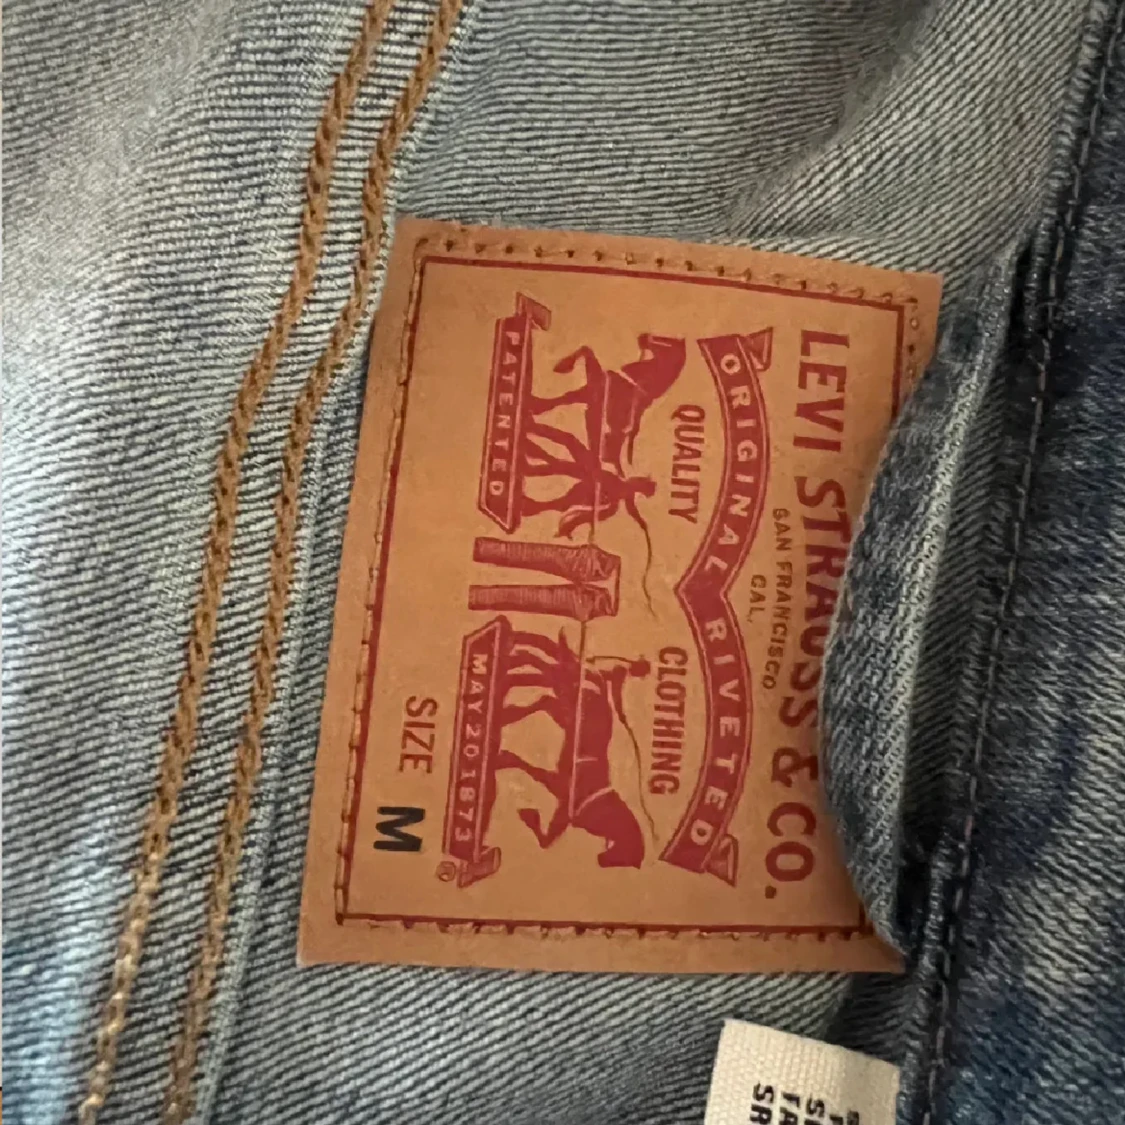 LEVI STRAUSS & CO.
SAN FRANCISCO
CAL.
ORIGINAL RIVETED
QUALITY CLOTHING
PATENTED MAY 20 1873 ®
SIZE M